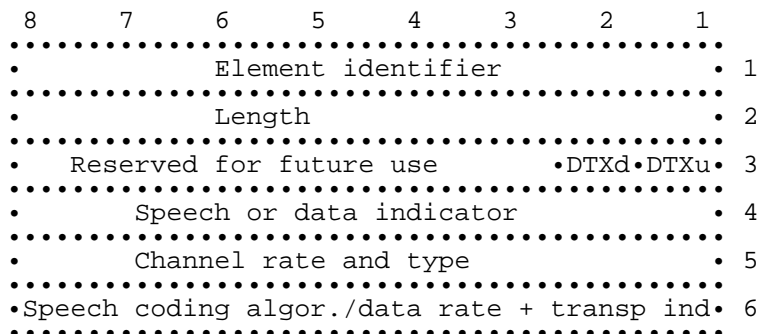 8 7 6 5 4 3 2 1
Element identifier 1
Length 2
Reserved for future use •DTXd•DTXu• 3
Speech or data indicator 4
Channel rate and type 5
•Speech coding algor./data rate + transp ind• 6